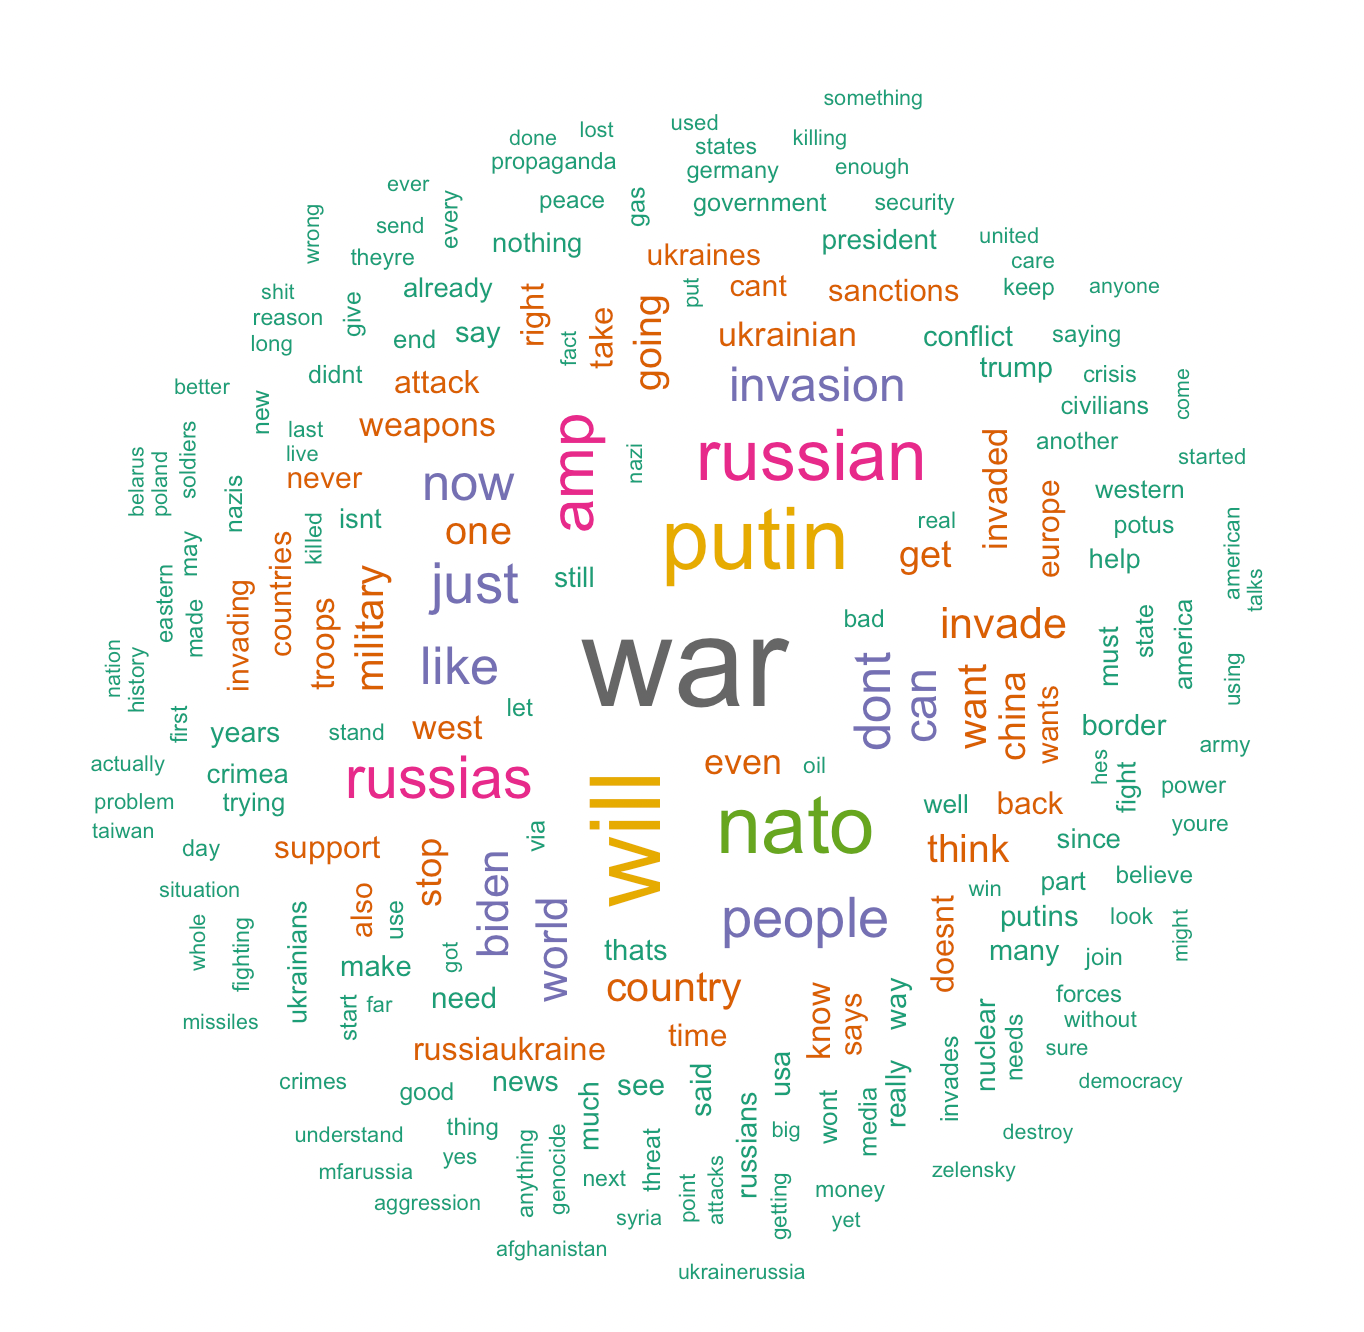 something
lost
used
done
states
killing
propaganda
germany
enough
ever
peace
gas
government
security
every
send
wrong
nothing
president
united
theyre
ukraines
care
shit
already
cant
sanctions
keep
anyone
put
reason
give
right
take
going
long
end
say
fact
ukrainian
conflict
saying
didnt
attack
invasion
trump
crisis
better
come
new
weapons
civilians
last
live
amp
russian
another
started
belarus
poland
soldiers
nazis
never
now
nazi
invaded
western
isnt
killed
one
putin
real
europe
potus
may
countries
get
help
american
talks
eastern
made
invading
troops
military
just
still
bad
invade
must
state
america
nation
history
like
war
dont
can
want
china
wants
using
first
years
stand
let
west
border
army
actually
crimea
russias
even
oil
hes
fight
power
problem
trying
will
nato
well
back
youre
taiwan
day
support
stop
via
think
since
situation
also
use
biden
world
people
win
part
believe
whole
fighting
ukrainians
got
thats
doesnt
putins
look
might
make
many
join
missiles
start
far
need
country
know
says
way
forces
without
russiaukraine
time
nuclear
needs
sure
crimes
good
news
much
see
said
usa
really
invades
democracy
understand
thing
russians
big
wont
media
destroy
mfarussia
yes
anything
genocide
next
threat
point
attacks
getting
money
zelensky
aggression
syria
yet
afghanistan
ukrainerussia